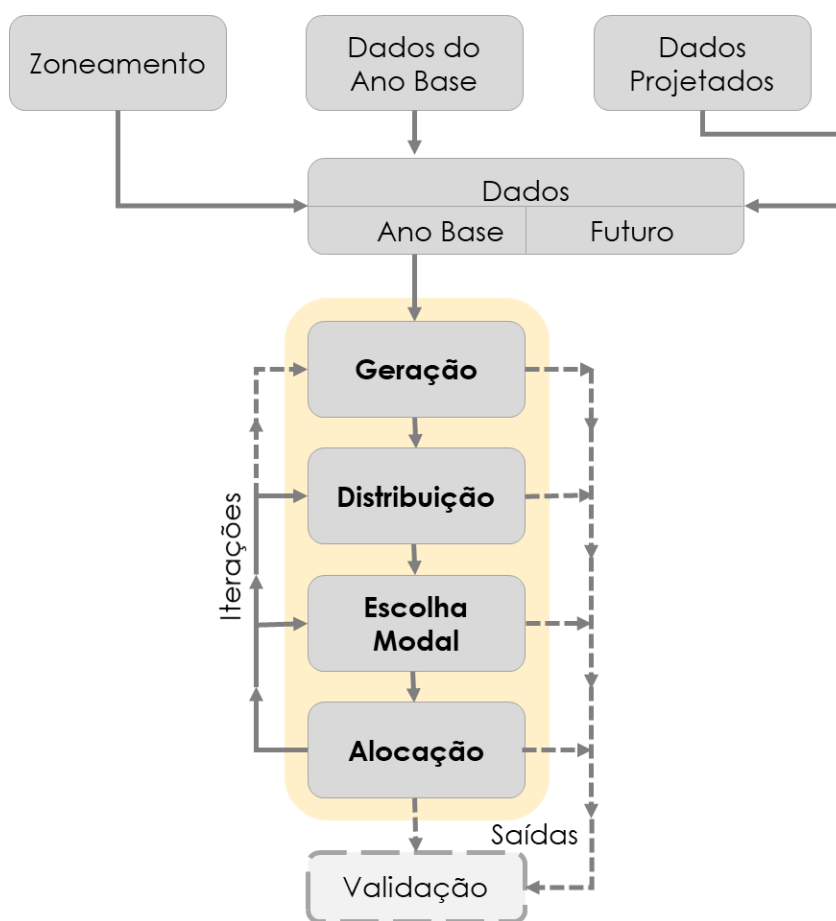 Zoneamento
Dados do
Ano Base
Dados
Projetados
Dados
Ano Base
Futuro
Geração
Distribuição
Iterações
Escolha
Modal
Alocação
Saídas
Validação